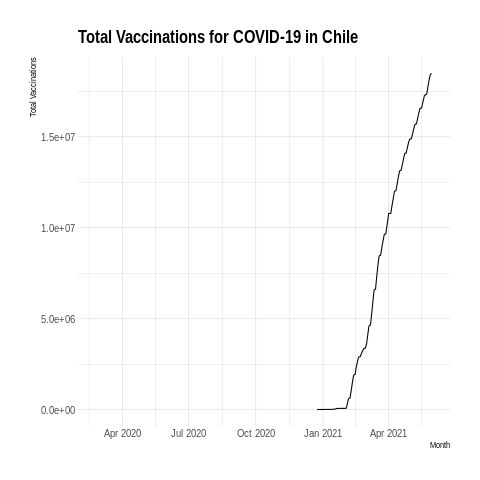 Total Vaccinations for COVID-19 in Chile
Total Vaccinations
1.5e+07
1.0e+07
5.0e+06
0.0e+00
Apr 2020 Jul 2020 Oct 2020 Jan 2021 Apr 2021
Month